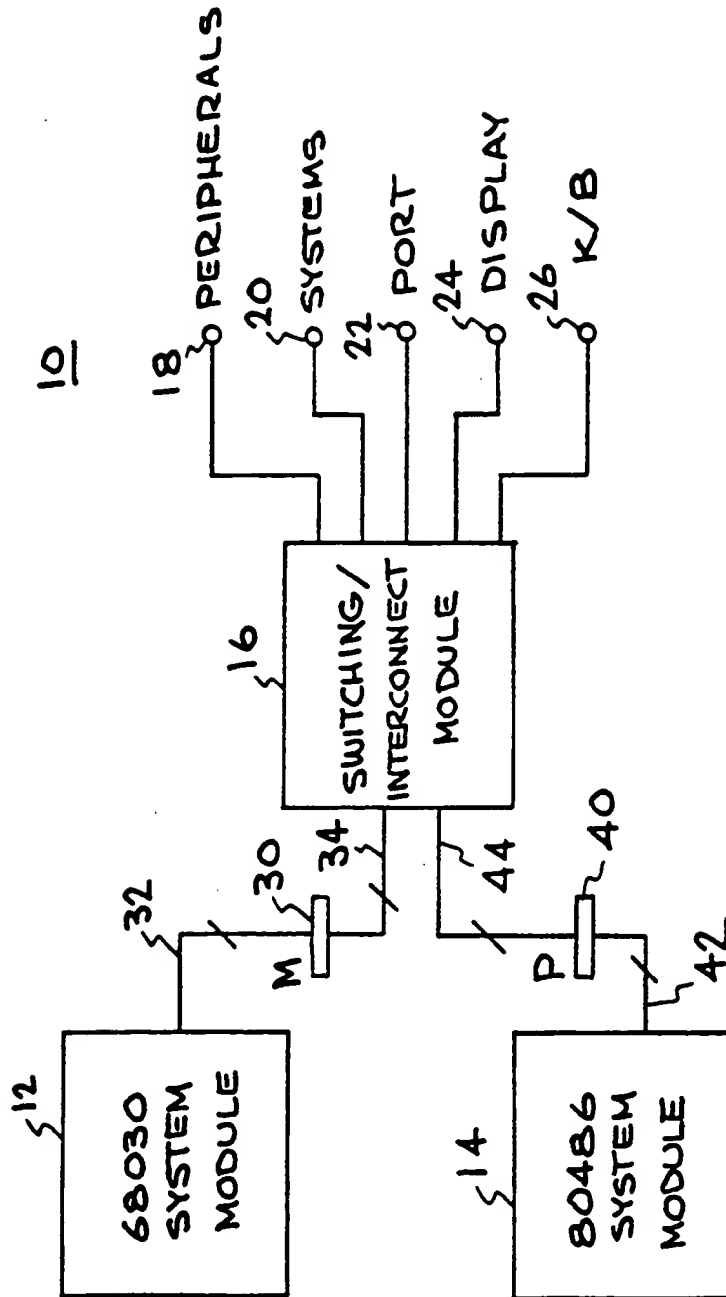 10
12
68030
SYSTEM
MODULE
32
30
M
34
16
SWITCHING/
INTERCONNECT
MODULE
18
PERIPHERALS
20
SYSTEMS
22
PORT
24
DISPLAY
26
K/B
14
80486
SYSTEM
MODULE
42
P
40
44